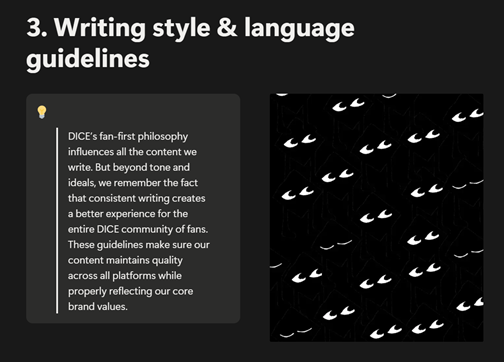 3. Writing style & language
guidelines
DICE's fan-first philosophy
influences all the content we
write. But beyond tone and
ideals, we remember the fact
that consistent writing creates
a better experience for the
entire DICE community of fans.
These guidelines make sure our
content maintains quality
across all platforms while
properly reflecting our core
brand values.